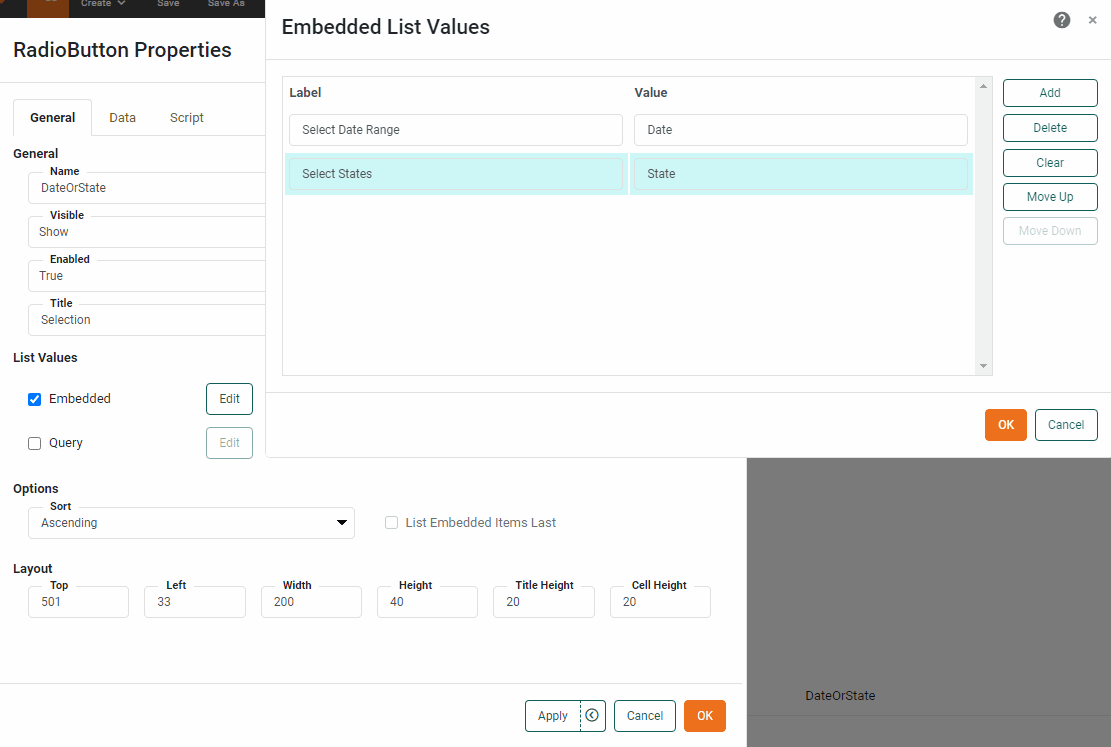 Create Save Save As
RadioButton Properties
General Data Script
General
Name
DateOrState
Visible
Show
Enabled
True
Title
Selection
List Values
Embedded Edit
Query Edit
Options
Sort
Ascending
List Embedded Items Last
Layout
Top Left Width Height Title Height Cell Height
501 33 200 40 20 20
Apply Cancel OK
Embedded List Values
? ×
Label Value
Select Date Range Date
Select States State
Add
Delete
Clear
Move Up
Move Down
OK Cancel
DateOrState